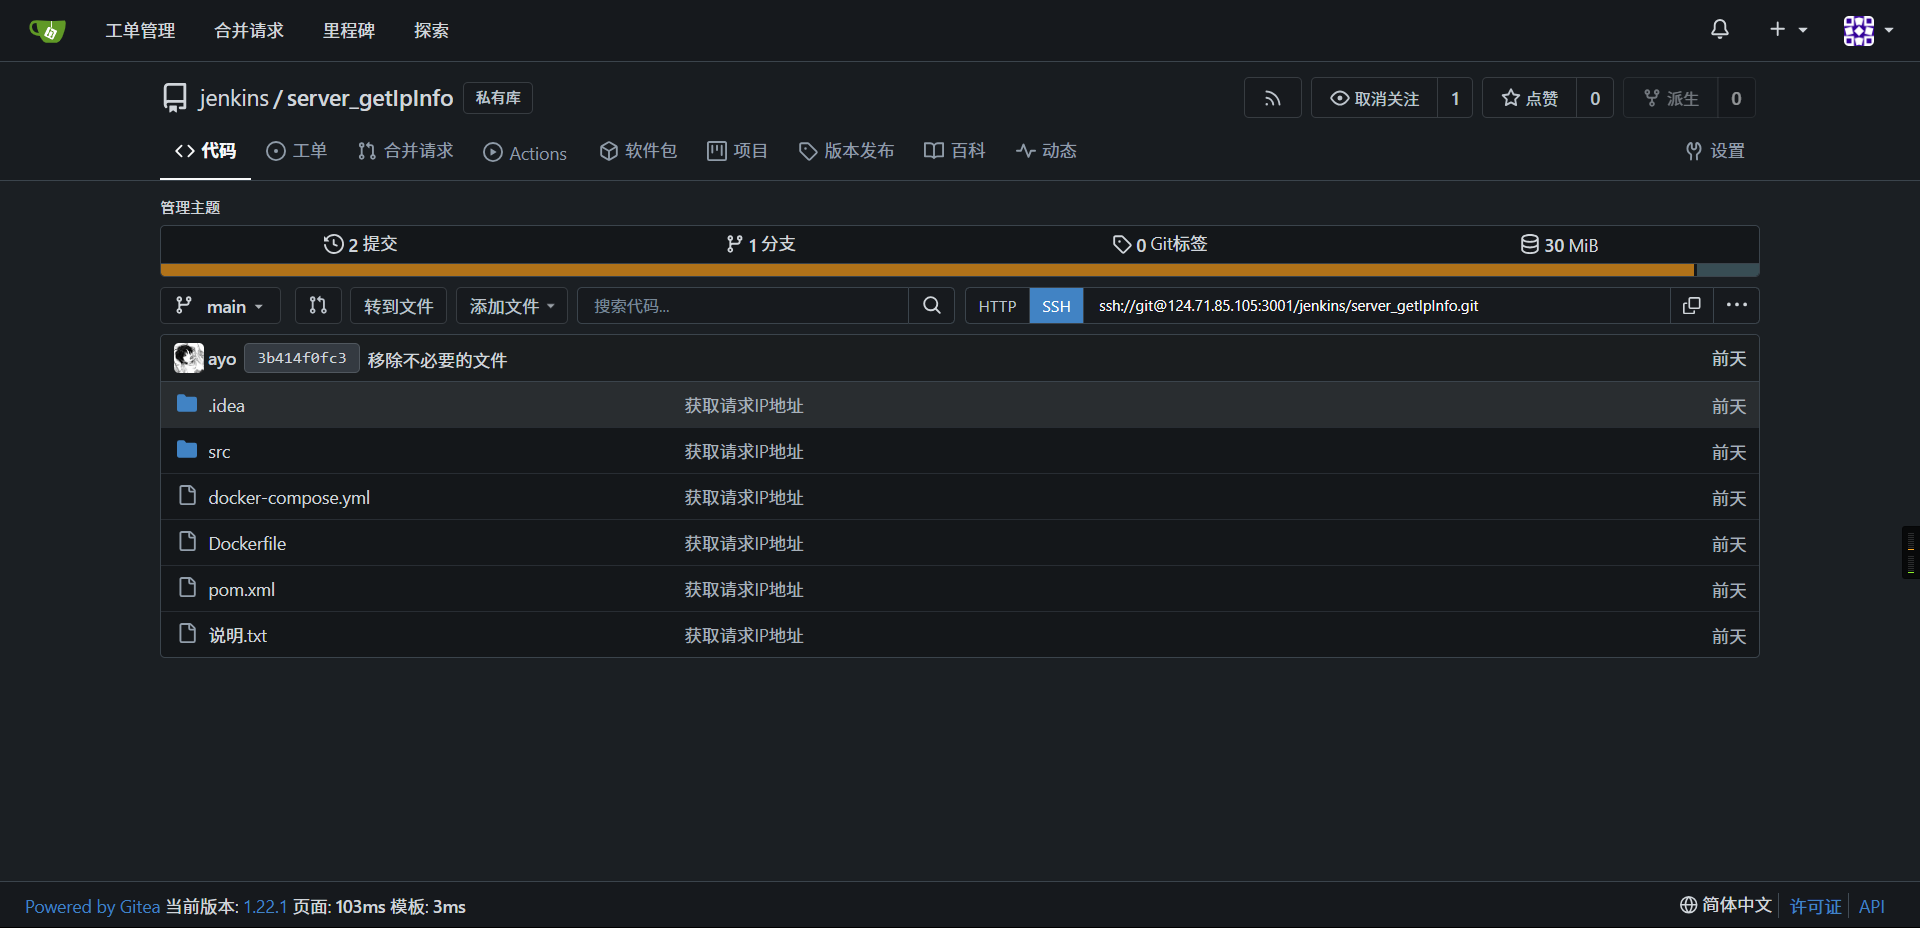 工单管理 合并请求 里程碑 探索
jenkins / server_getIpInfo 私有库 取消关注 1 点赞 0 派生 0
代码 工单 合并请求 Actions 软件包 项目 版本发布 百科 动态 设置
管理主题
2 提交 1 分支 0 Git标签 30 MiB
main 转到文件 添加文件 搜索代码... HTTP SSH ssh://git@124.71.85.105:3001/jenkins/server_getIpInfo.git
ayo 3b414f0fc3 移除不必要的文件 前天
.idea 获取请求IP地址 前天
src 获取请求IP地址 前天
docker-compose.yml 获取请求IP地址 前天
Dockerfile 获取请求IP地址 前天
pom.xml 获取请求IP地址 前天
说明.txt 获取请求IP地址 前天
Powered by Gitea 当前版本: 1.22.1 页面: 103ms 模板: 3ms 简体中文 许可证 API